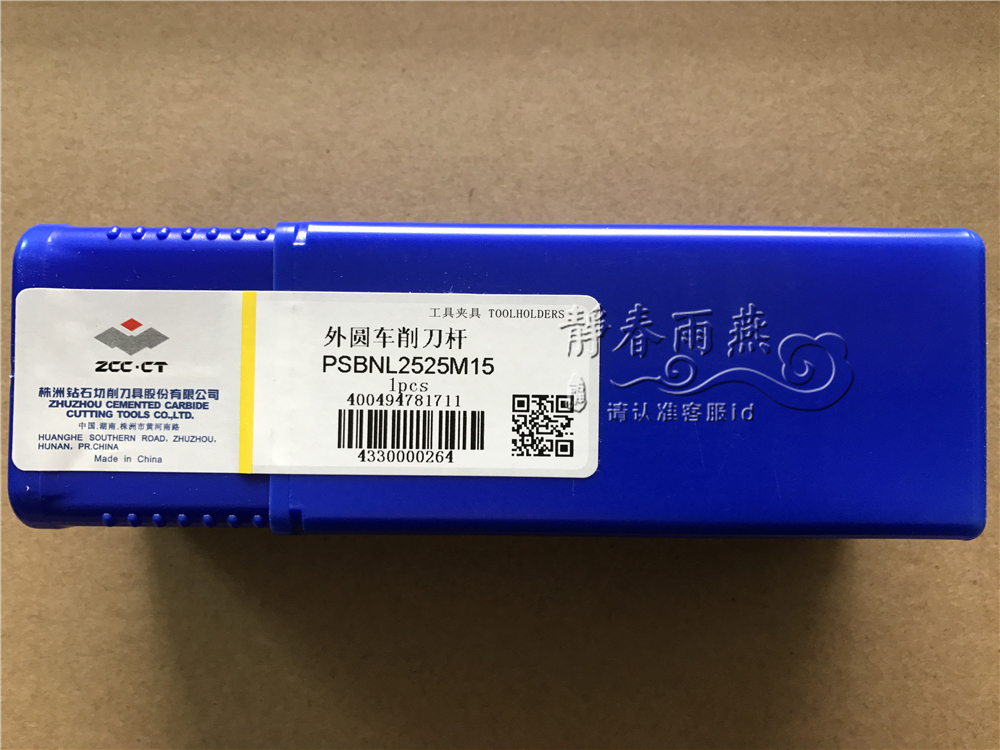 ZCC·CT
株洲钻石切削刀具股份有限公司
ZHUZHOU CEMENTED CARBIDE
CUTTING TOOLS CO.,LTD.
中国.湖南.株洲市黄河南路
HUANGHE SOUTHERN ROAD, ZHUZHOU,
HUNAN, PR.CHINA
Made in China
工具夹具 TOOLHOLDERS
外圆车削刀杆
PSBNL2525M15
1pcs
400494781711
4330000264
静春雨燕
请认准客服id